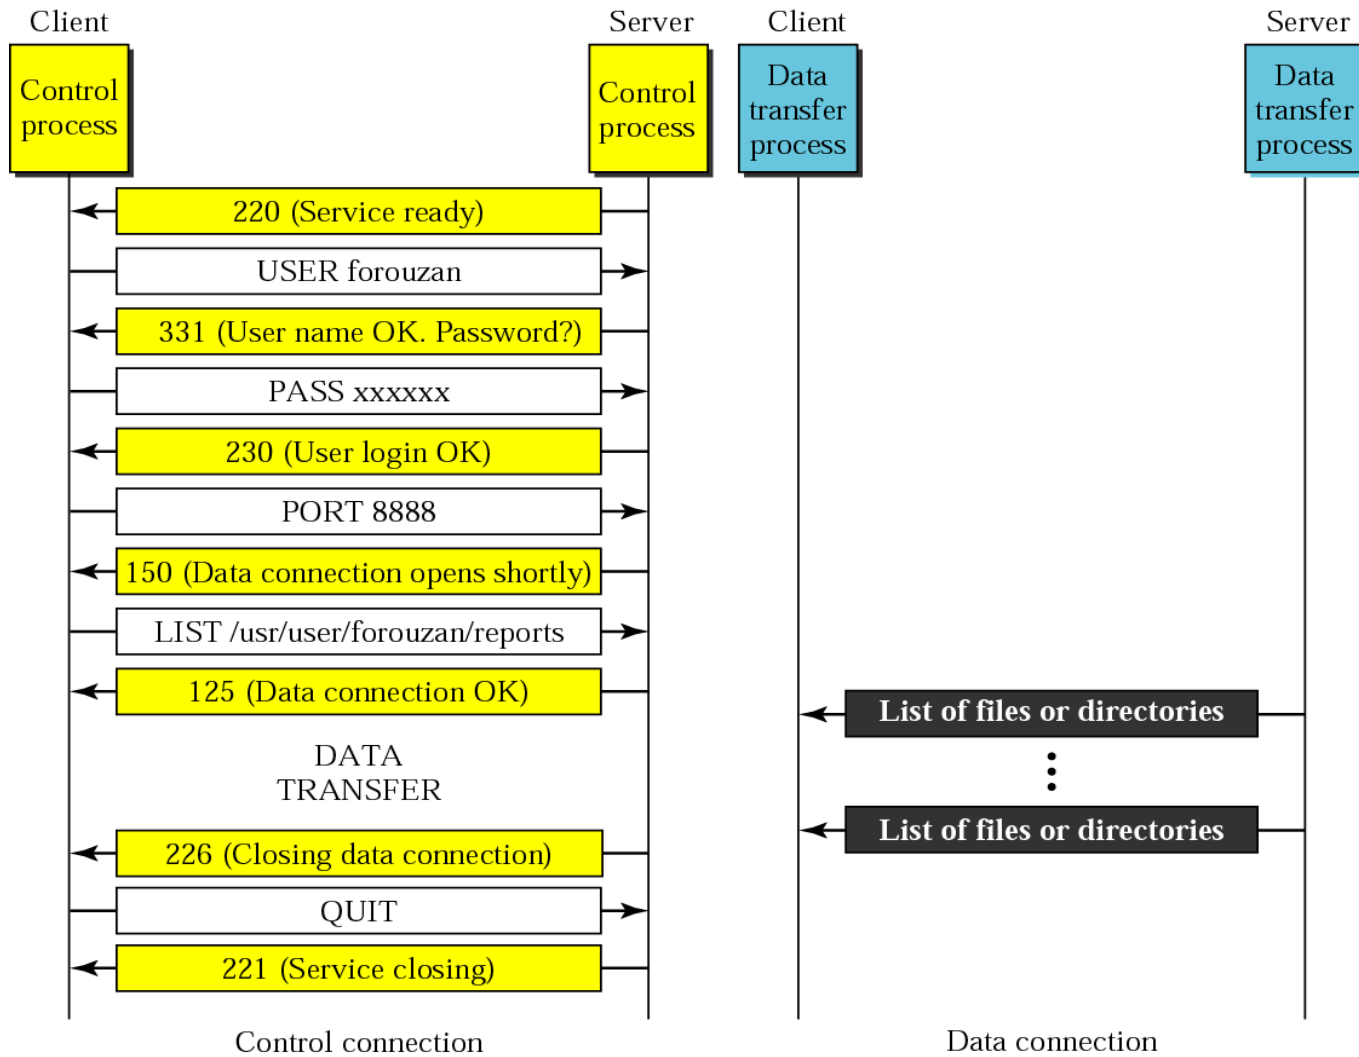 Client
Server
Client
Server
Control
process
Control
process
Data
transfer
process
Data
transfer
process
220 (Service ready)
USER forouzan
331 (User name OK. Password?)
PASS xxxxxx
230 (User login OK)
PORT 8888
150 (Data connection opens shortly)
LIST /usr/user/forouzan/reports
125 (Data connection OK)
List of files or directories
DATA
TRANSFER
List of files or directories
226 (Closing data connection)
QUIT
221 (Service closing)
Control connection
Data connection